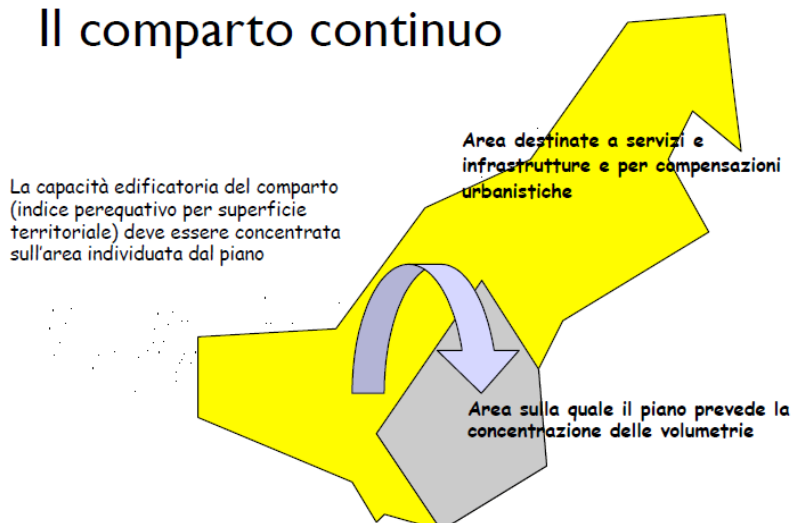 Il comparto continuo
Area destinate a servizi e
infrastrutture e per compensazioni
urbanistiche
La capacità edificatoria del comparto
(indice perequativo per superficie
territoriale) deve essere concentrata
sull'area individuata dal piano
Area sulla quale il piano prevede la
concentrazione delle volumetrie